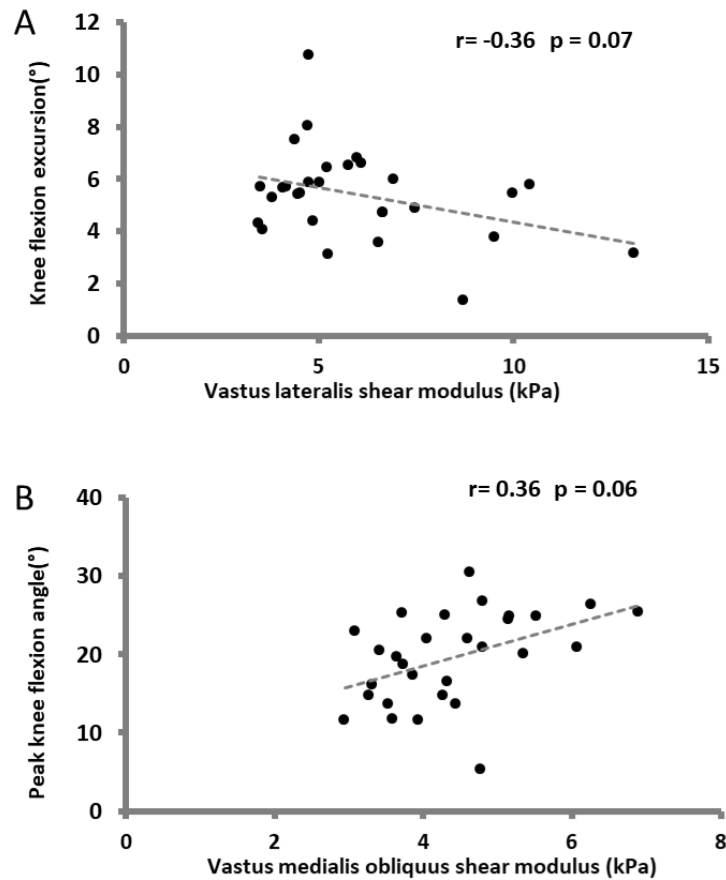 A
r= -0.36 p = 0.07
Knee flexion excursion(°)
12
10
8
6
4
2
0
0 5 10 15
Vastus lateralis shear modulus (kPa)
B
r= 0.36 p = 0.06
Peak knee flexion angle(°)
40
30
20
10
0
0 2 4 6 8
Vastus medialis obliquus shear modulus (kPa)